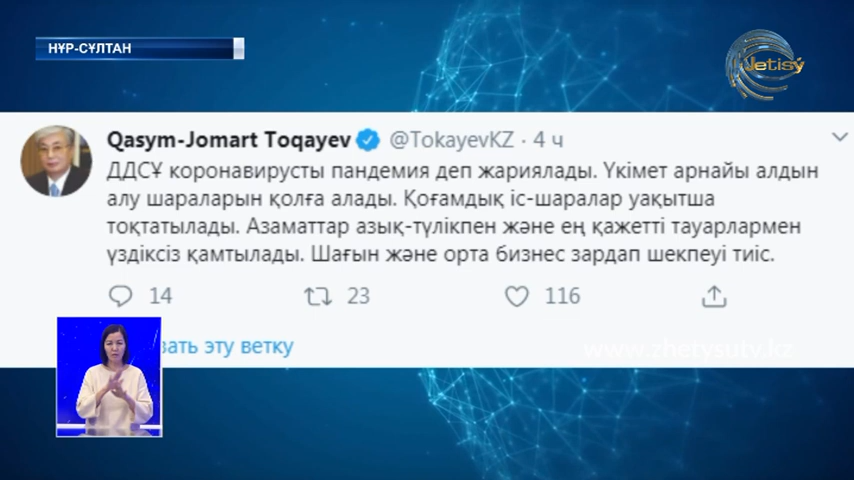 НҰР-СҰЛТАН
Jetisý
Qasym-Jomart Toqayev @TokayevKZ · 4 ч
ДДСҰ коронавирусты пандемия деп жариялады. Үкімет арнайы алдын
алу шараларын қолға алады. Қоғамдық іс-шаралар уақытша
тоқтатылады. Азаматтар азық-түлікпен және ең қажетті тауарлармен
үздіксіз қамтылады. Шағын және орта бизнес зардап шекпеуі тиіс.
14 23 116
вать эту ветку
www.zhetysutv.kz